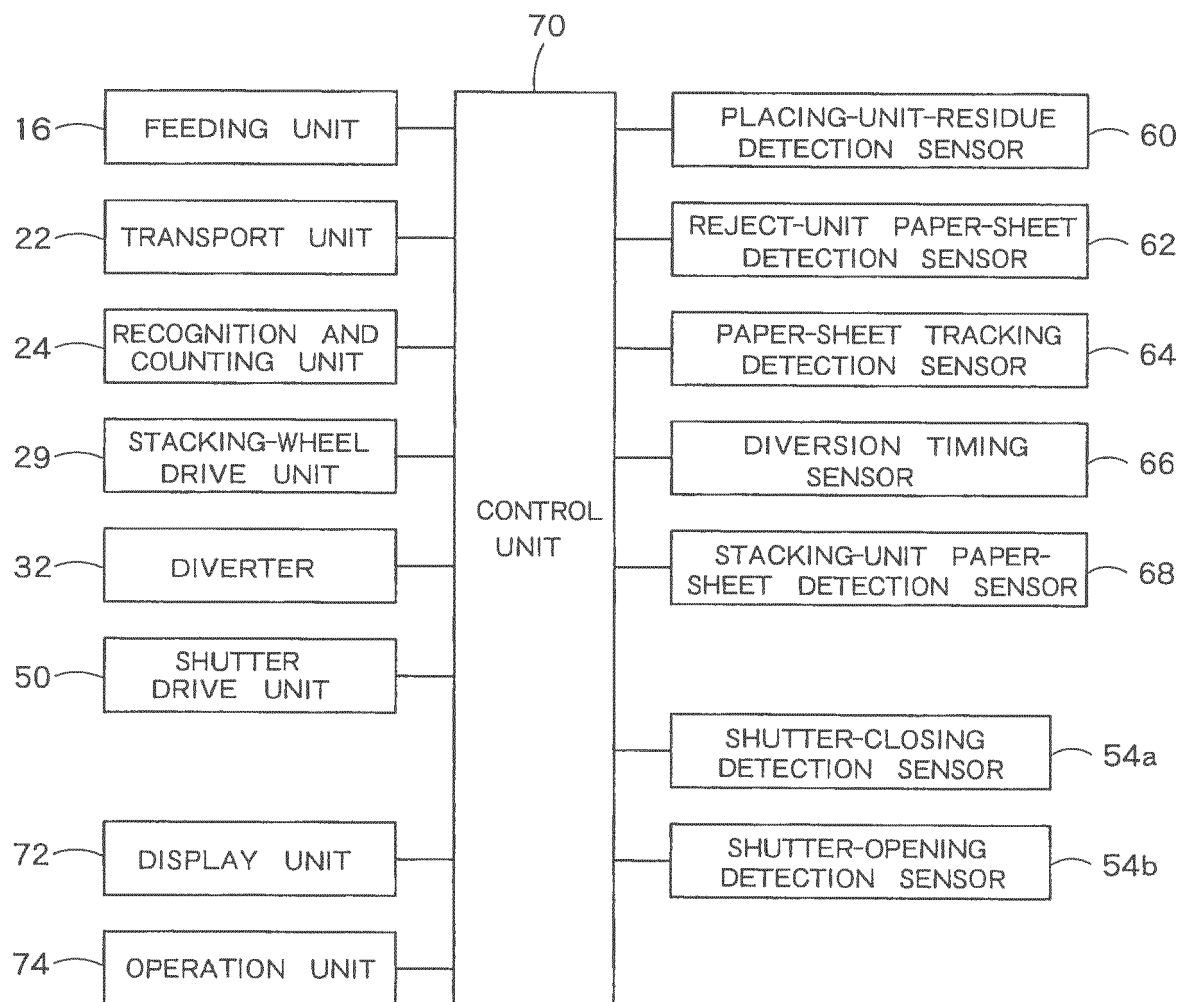 70
16
FEEDING UNIT
22
TRANSPORT UNIT
24
RECOGNITION AND
COUNTING UNIT
29
STACKING-WHEEL
DRIVE UNIT
32
DIVERTER
50
SHUTTER
DRIVE UNIT
72
DISPLAY UNIT
74
OPERATION UNIT
CONTROL
UNIT
PLACING-UNIT-RESIDUE
DETECTION SENSOR
60
REJECT-UNIT PAPER-SHEET
DETECTION SENSOR
62
PAPER-SHEET TRACKING
DETECTION SENSOR
64
DIVERSION TIMING
SENSOR
66
STACKING-UNIT PAPER-
SHEET DETECTION SENSOR
68
SHUTTER-CLOSING
DETECTION SENSOR
54a
SHUTTER-OPENING
DETECTION SENSOR
54b